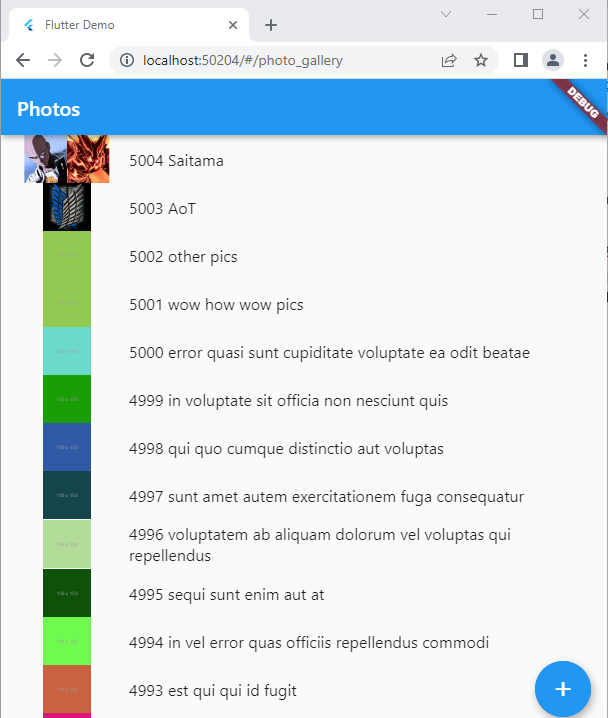 Flutter Demo
localhost:50204/#/photo_gallery
Photos
DEBUG
5004 Saitama
5003 AoT
5002 other pics
5001 wow how wow pics
5000 error quasi sunt cupiditate voluptate ea odit beatae
4999 in voluptate sit officia non nesciunt quis
4998 qui quo cumque distinctio aut voluptas
4997 sunt amet autem exercitationem fuga consequatur
4996 voluptatem ab aliquam dolorum vel voluptas qui
repellendus
4995 sequi sunt enim aut at
4994 in vel error quas officiis repellendus commodi
4993 est qui qui id fugit